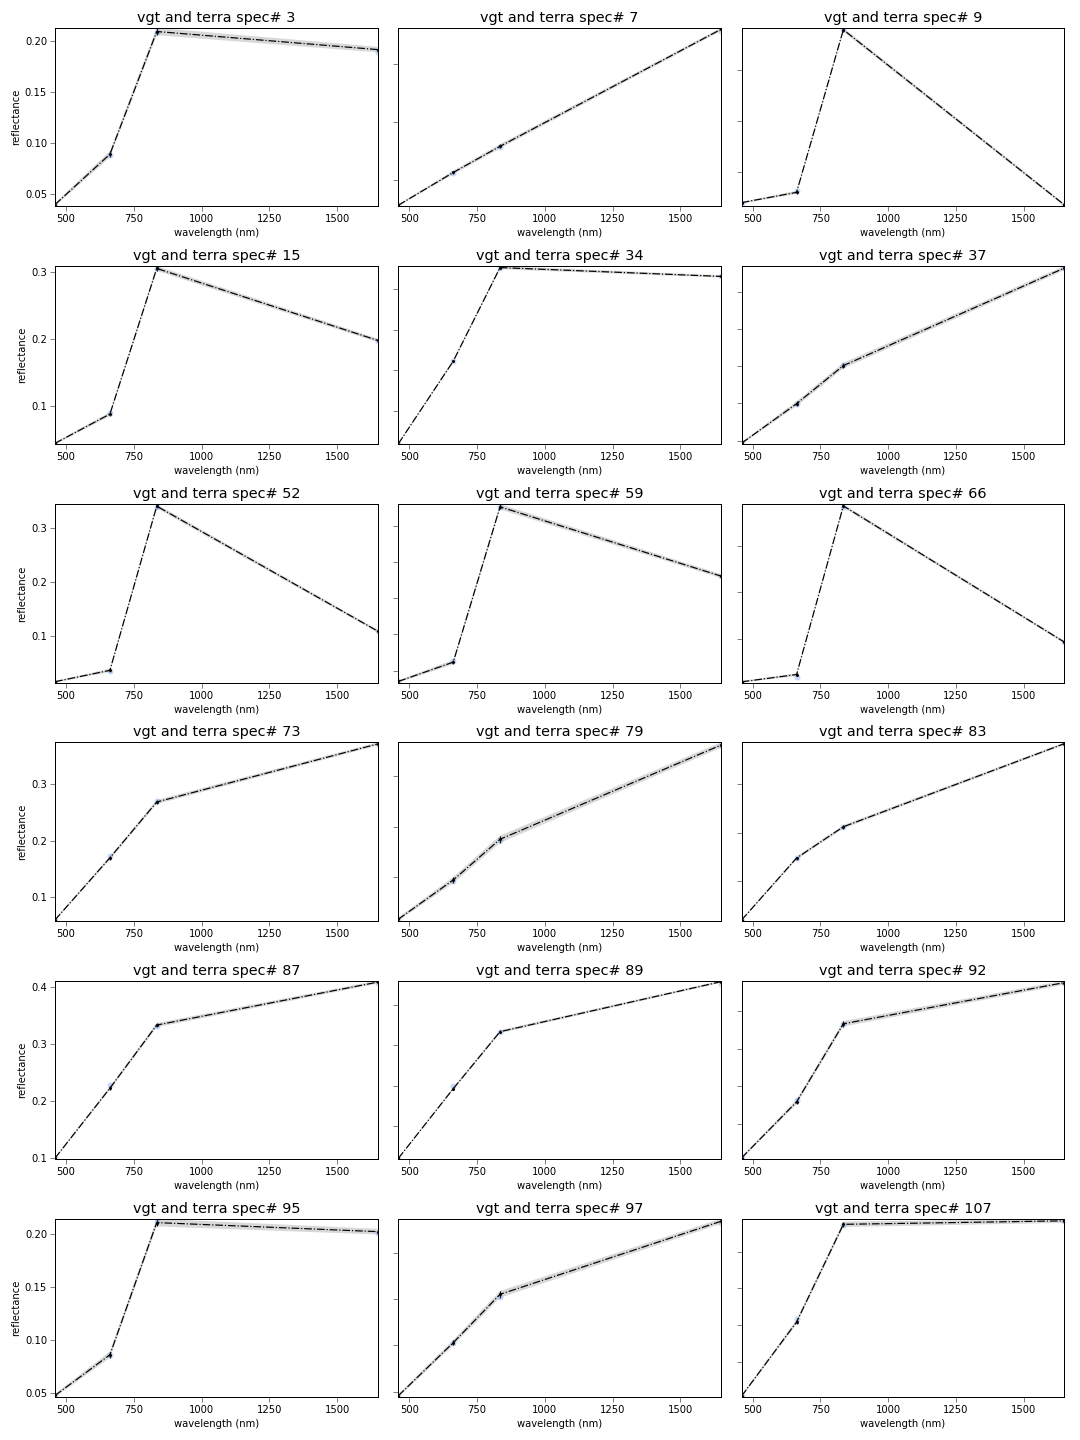 vgt and terra spec# 3
vgt and terra spec# 7
vgt and terra spec# 9
0.20
0.15
0.10
0.05
reflectance
500 750 1000 1250 1500
500 750 1000 1250 1500
500 750 1000 1250 1500
wavelength (nm)
wavelength (nm)
wavelength (nm)
vgt and terra spec# 15
vgt and terra spec# 34
vgt and terra spec# 37
0.3
0.2
0.1
reflectance
500 750 1000 1250 1500
500 750 1000 1250 1500
500 750 1000 1250 1500
wavelength (nm)
wavelength (nm)
wavelength (nm)
vgt and terra spec# 52
vgt and terra spec# 59
vgt and terra spec# 66
0.3
0.2
0.1
reflectance
500 750 1000 1250 1500
500 750 1000 1250 1500
500 750 1000 1250 1500
wavelength (nm)
wavelength (nm)
wavelength (nm)
vgt and terra spec# 73
vgt and terra spec# 79
vgt and terra spec# 83
0.3
0.2
0.1
reflectance
500 750 1000 1250 1500
500 750 1000 1250 1500
500 750 1000 1250 1500
wavelength (nm)
wavelength (nm)
wavelength (nm)
vgt and terra spec# 87
vgt and terra spec# 89
vgt and terra spec# 92
0.4
0.3
0.2
0.1
reflectance
500 750 1000 1250 1500
500 750 1000 1250 1500
500 750 1000 1250 1500
wavelength (nm)
wavelength (nm)
wavelength (nm)
vgt and terra spec# 95
vgt and terra spec# 97
vgt and terra spec# 107
0.20
0.15
0.10
0.05
reflectance
500 750 1000 1250 1500
500 750 1000 1250 1500
500 750 1000 1250 1500
wavelength (nm)
wavelength (nm)
wavelength (nm)